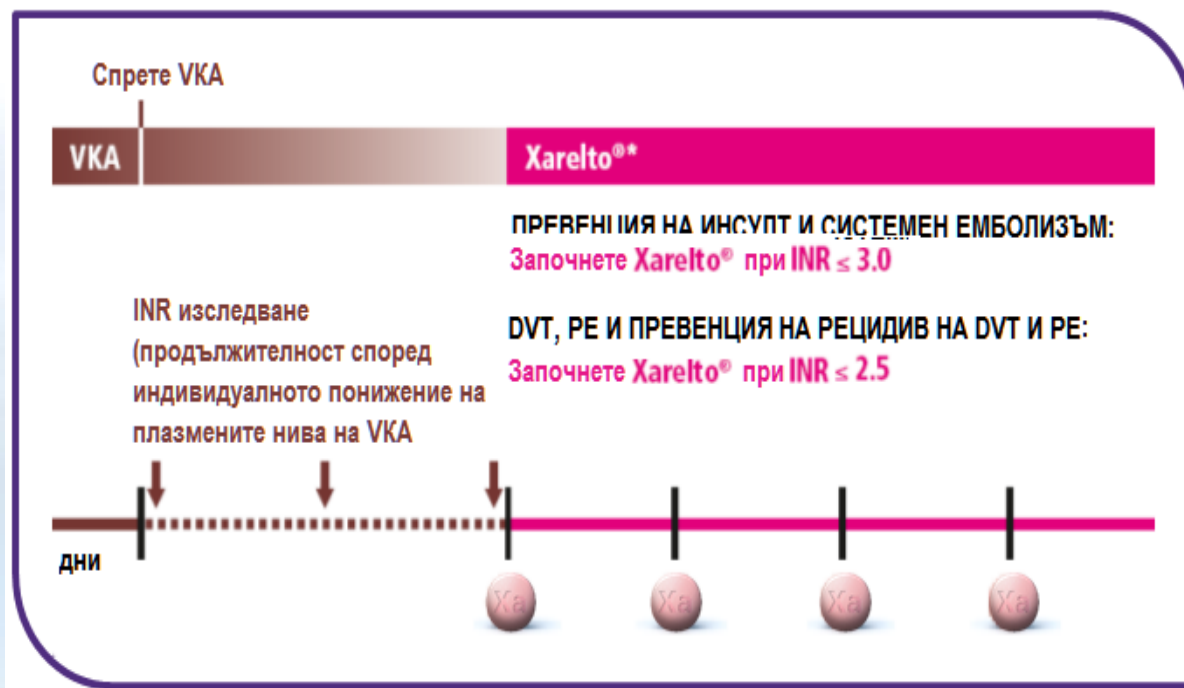 Спрете VKA
VKA
Xarelto®*
ПРЕВЕНЦИЯ НА ИНСУЛТ И СИСТЕМЕН ЕМБОЛИЗЪМ:
Започнете Xarelto® при INR ≤ 3.0
INR изследване
(продължителност според
индивидуалното понижение на
плазмените нива на VKA
DVT, PE И ПРЕВЕНЦИЯ НА РЕЦИДИВ НА DVT И PE:
Започнете Xarelto® при INR ≤ 2.5
дни
Xa
Xa
Xa
Xa